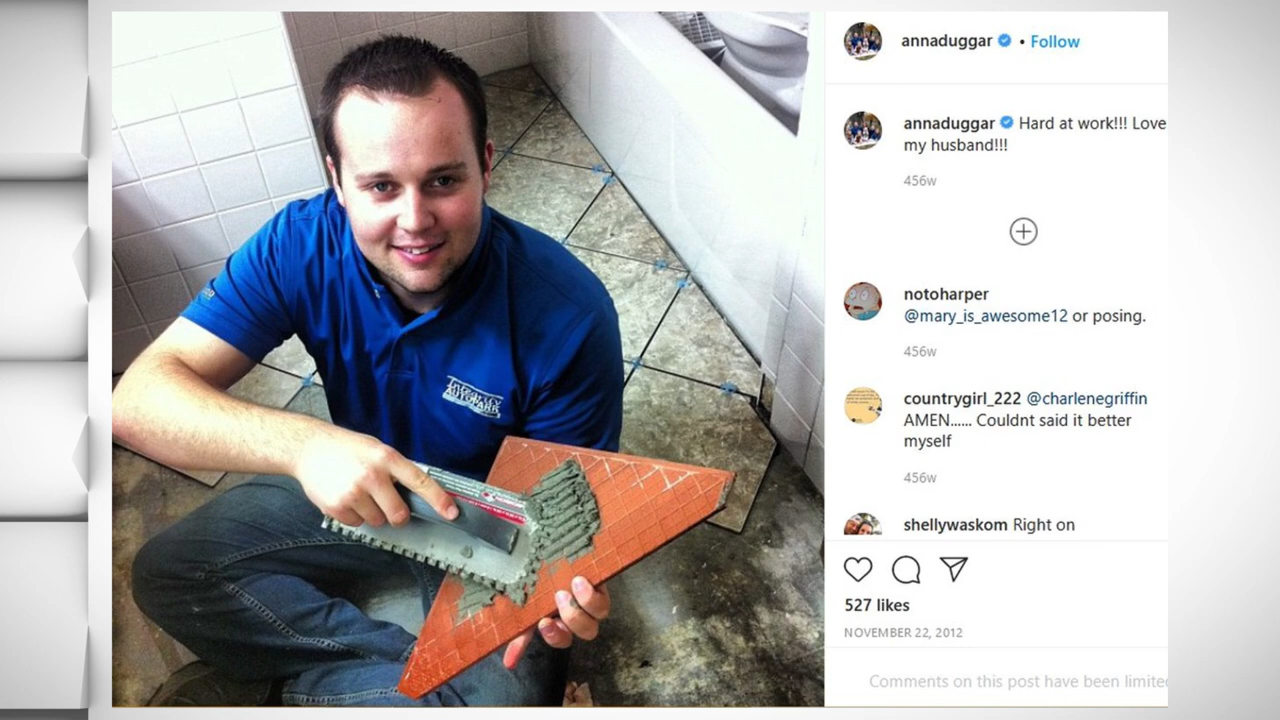 annaduggar • Follow
annaduggar Hard at work!!! Love
my husband!!!
456w
notoharper
@mary_is_awesome12 or posing.
456w
countrygirl_222 @charlenegriffin
AMEN...... Couldnt said it better
myself
456w
shellywaskom Right on
527 likes
NOVEMBER 22, 2012
Comments on this post have been limite
INTEGRITY
AUTOPARK